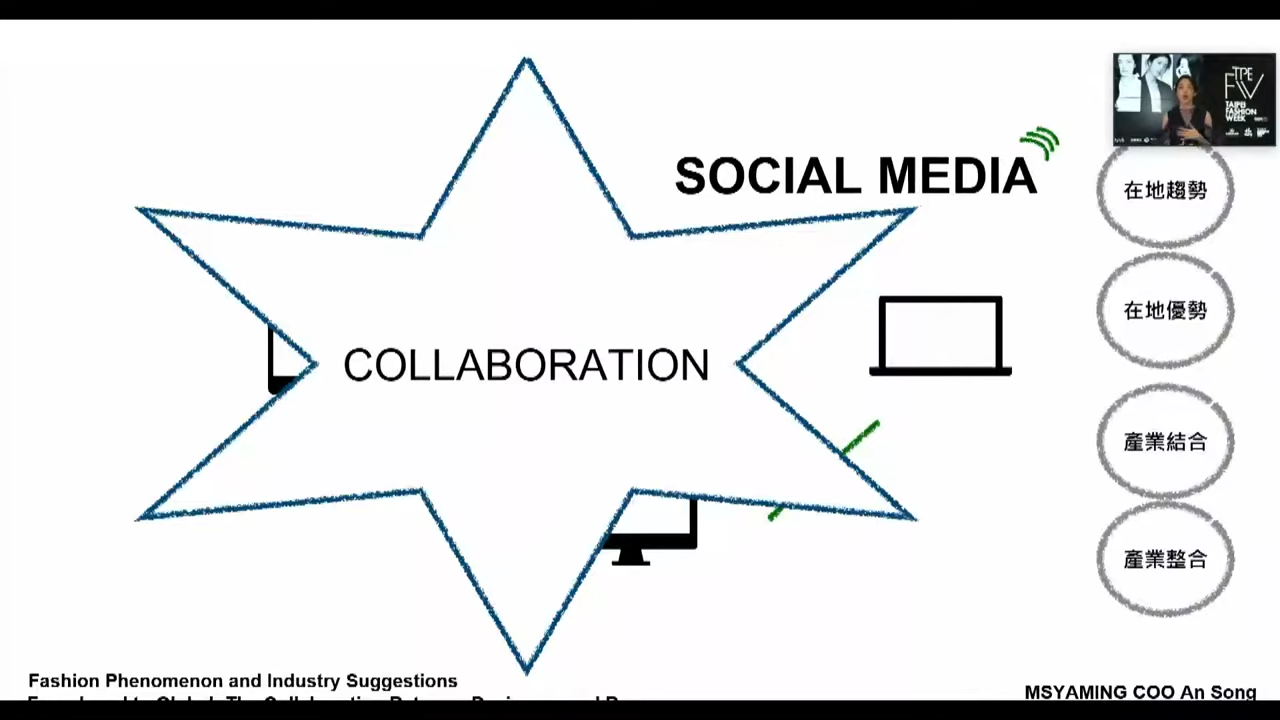 TPE
FW
TAIPEI
FASHION
WEEK
SOCIAL MEDIA
在地趨勢
在地優勢
COLLABORATION
產業結合
產業整合
Fashion Phenomenon and Industry Suggestions
MSYAMING COO An Song